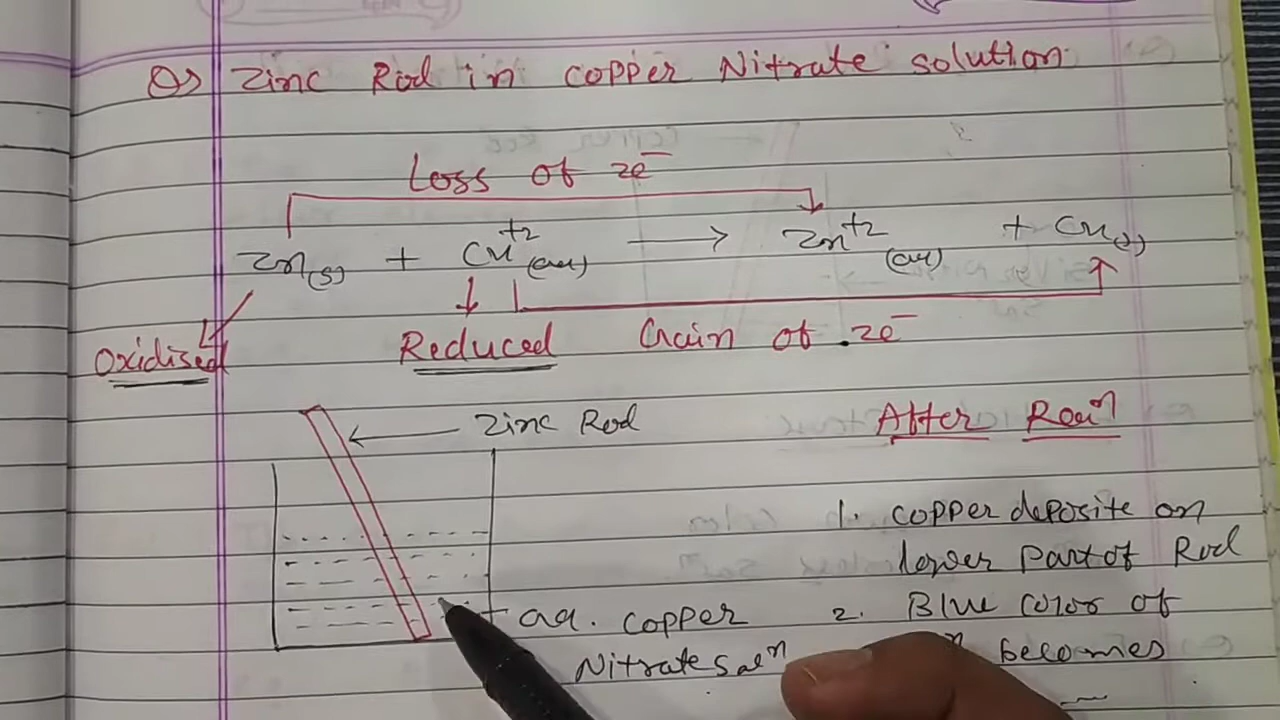 Q) Zinc Rod in copper Nitrate solution
Loss of 2e⁻
Zn(s) + Cu⁺²(aq) → Zn⁺²(aq) + Cu(s)
Oxidised Reduced Gain of 2e⁻
Zinc Rod
After Reaⁿ
1. copper deposite on
lower part of Rod
aq. copper
Nitrate Solⁿ
2. Blue color of
becomes